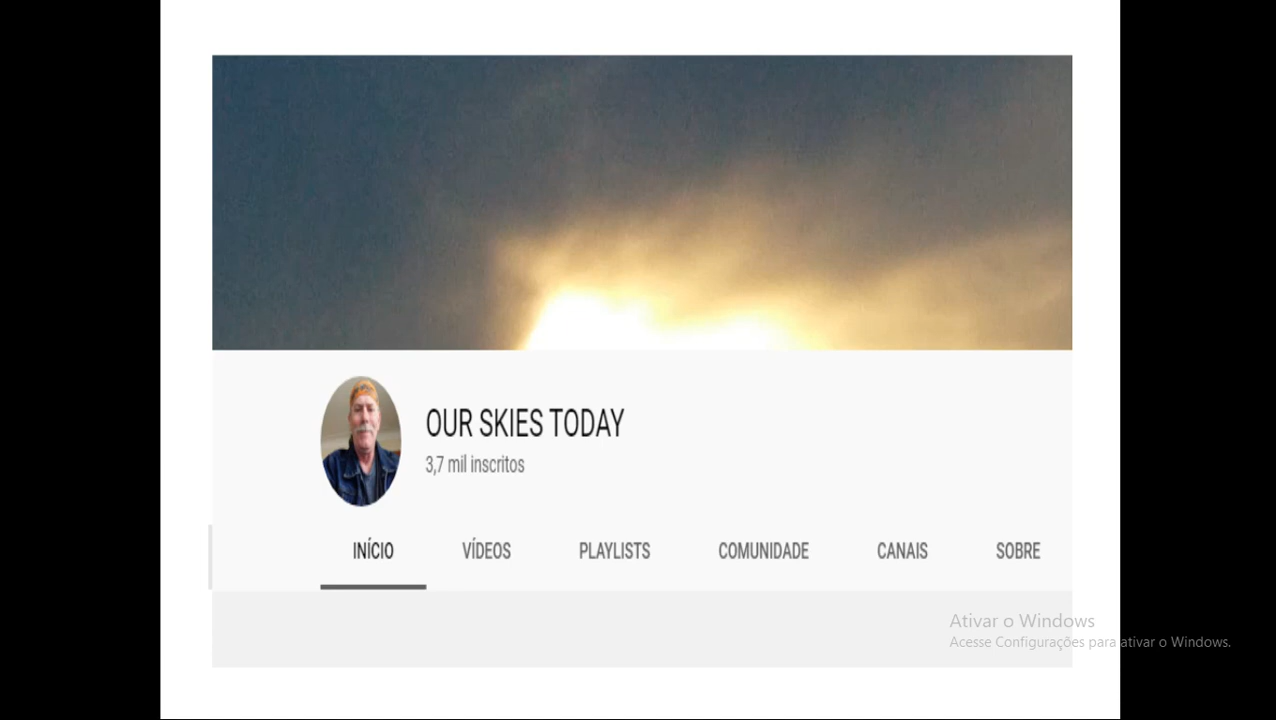 OUR SKIES TODAY
3,7 mil inscritos
INÍCIO VÍDEOS PLAYLISTS COMUNIDADE CANAIS SOBRE
Ativar o Windows
Acesse Configurações para ativar o Windows.